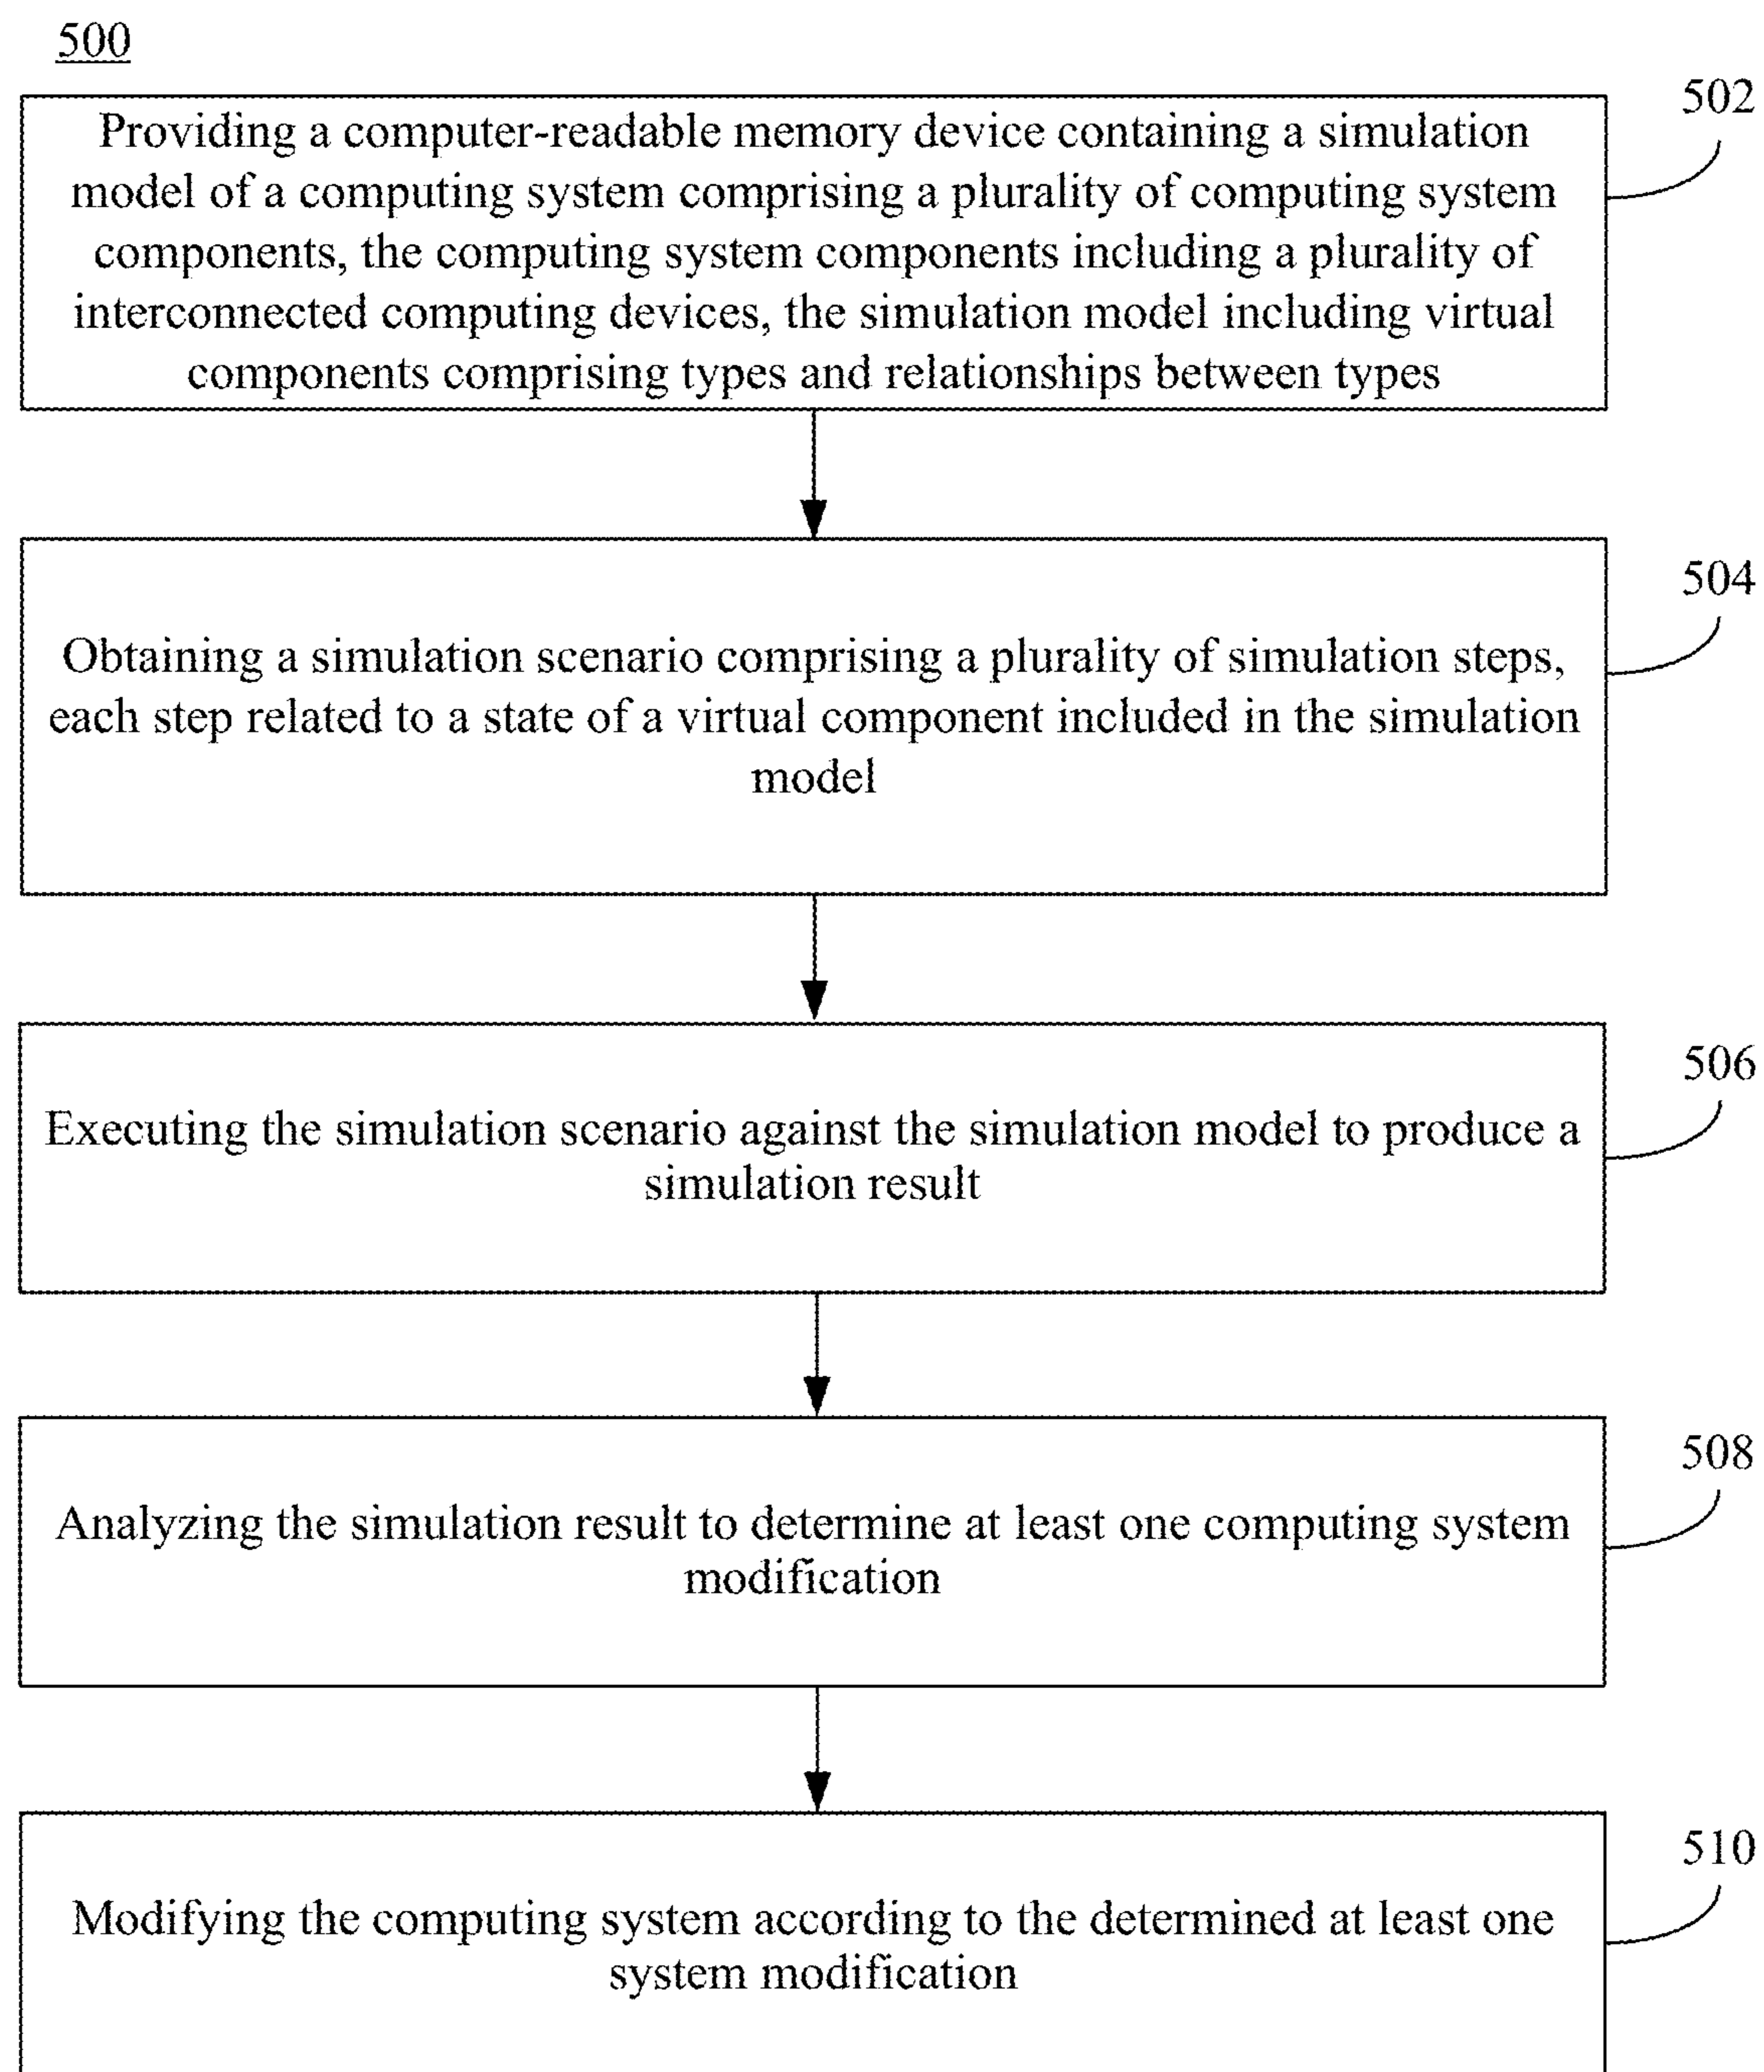 500
502
Providing a computer-readable memory device containing a simulation
model of a computing system comprising a plurality of computing system
components, the computing system components including a plurality of
interconnected computing devices, the simulation model including virtual
components comprising types and relationships between types
504
Obtaining a simulation scenario comprising a plurality of simulation steps,
each step related to a state of a virtual component included in the simulation
model
506
Executing the simulation scenario against the simulation model to produce a
simulation result
508
Analyzing the simulation result to determine at least one computing system
modification
510
Modifying the computing system according to the determined at least one
system modification